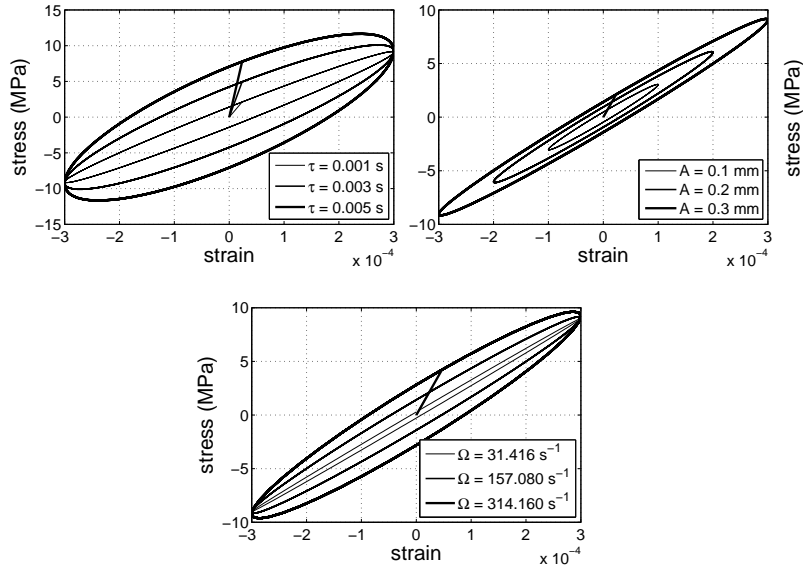 15
10
5
0
−5
−10
−15
−3
−2
−1
0
1
2
3
x 10⁻⁴
strain
stress (MPa)
τ = 0.001 s
τ = 0.003 s
τ = 0.005 s
10
5
0
−5
−10
−3
−2
−1
0
1
2
3
x 10⁻⁴
strain
stress (MPa)
A = 0.1 mm
A = 0.2 mm
A = 0.3 mm
stress (MPa)
10
5
0
−5
−10
−3
−2
−1
0
1
2
3
x 10⁻⁴
strain
stress (MPa)
Ω = 31.416 s⁻¹
Ω = 157.080 s⁻¹
Ω = 314.160 s⁻¹